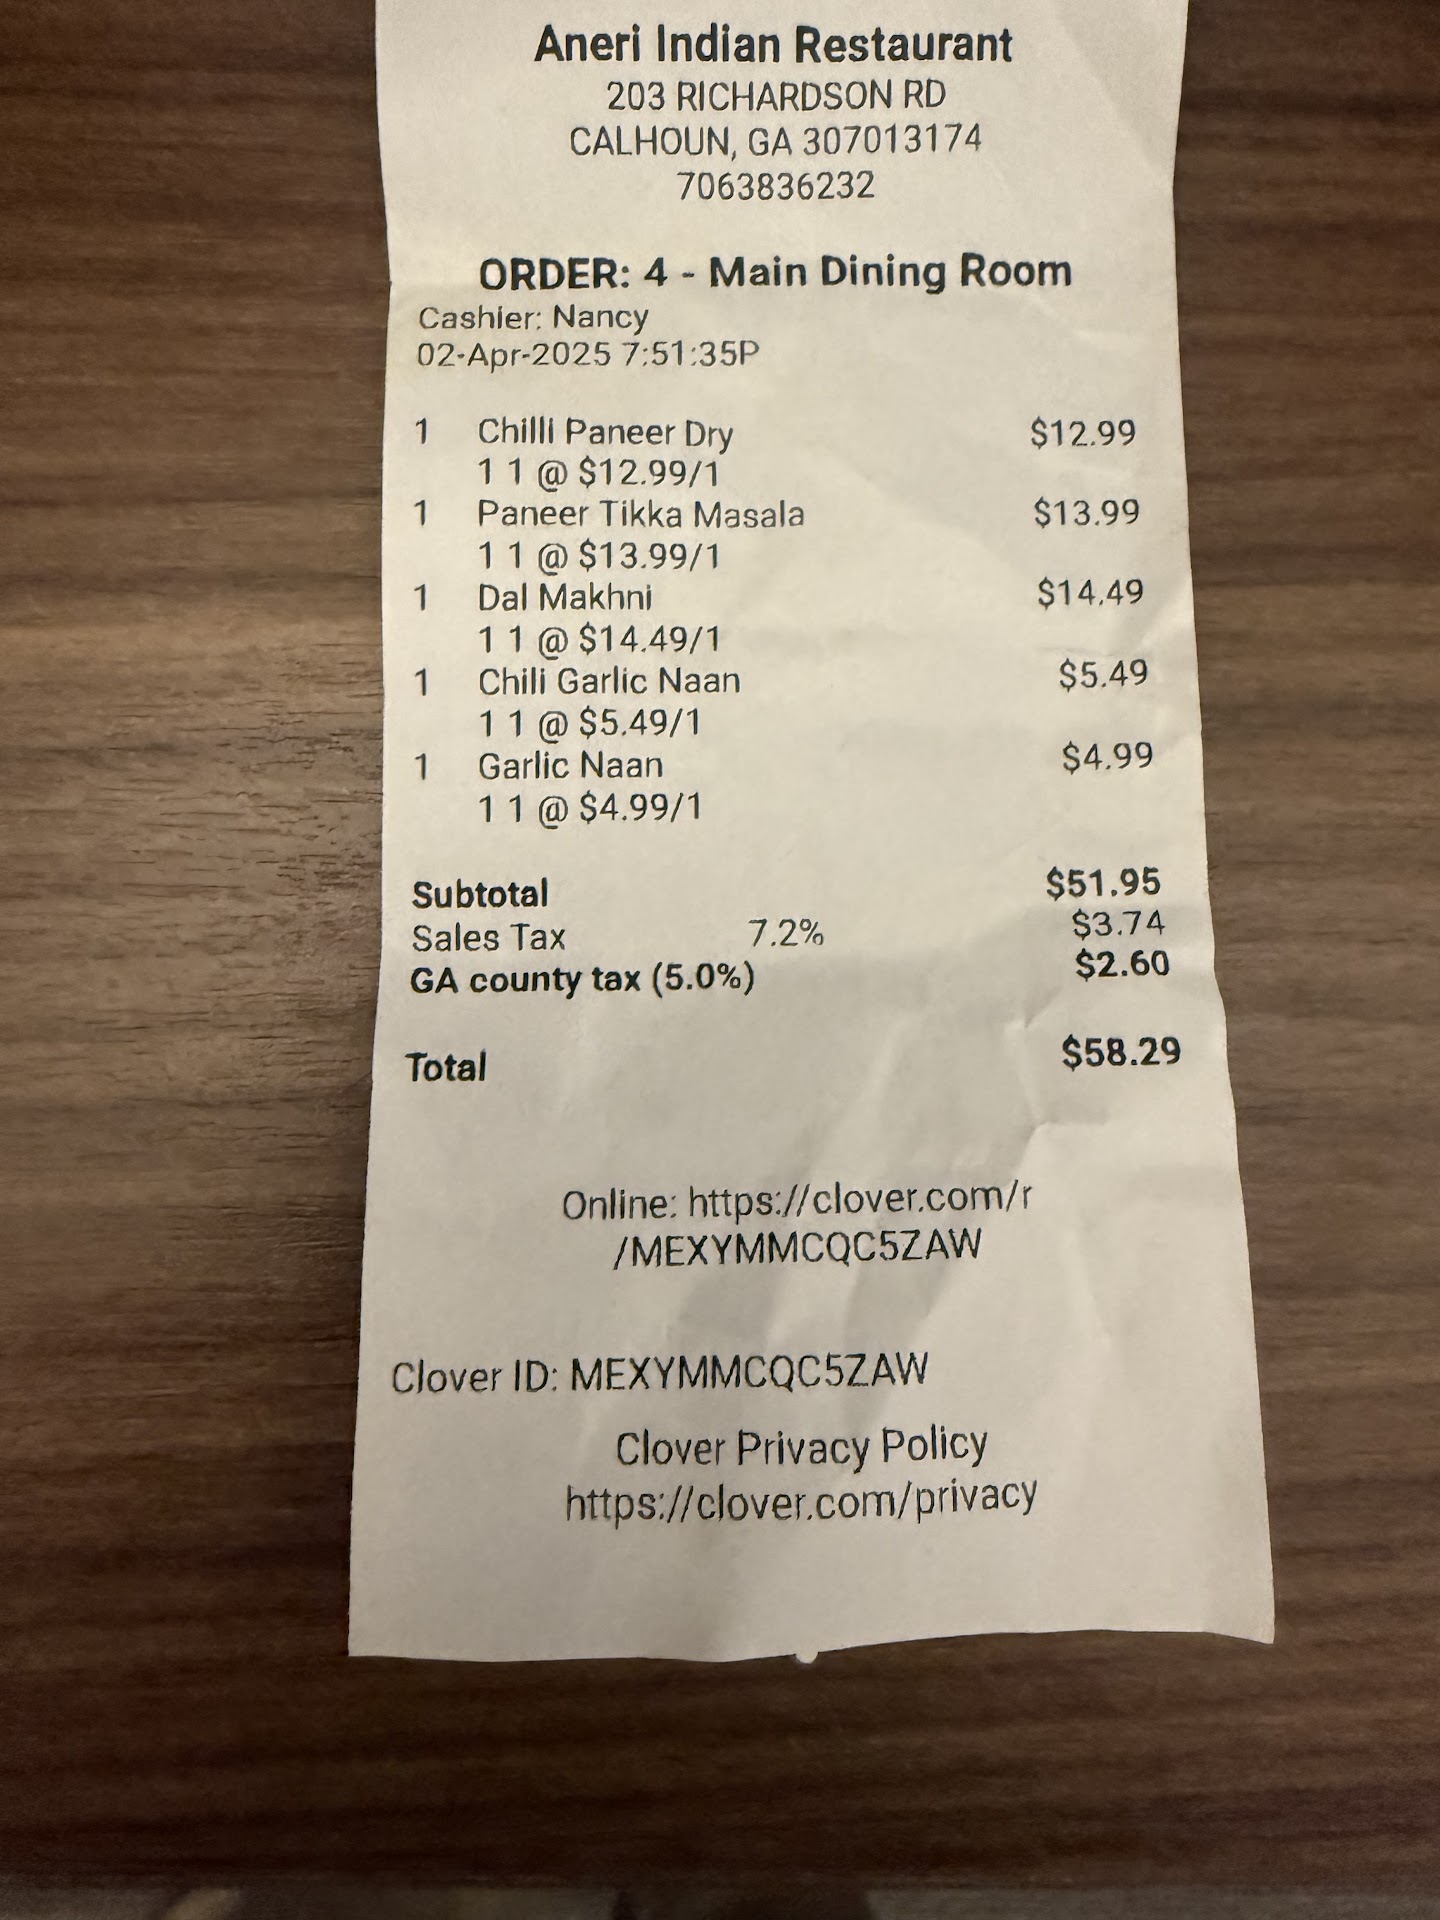 Aneri Indian Restaurant
203 RICHARDSON RD
CALHOUN, GA 307013174
7063836232
ORDER: 4 - Main Dining Room
Cashier: Nancy
02-Apr-2025 7:51:35P
1 Chilli Paneer Dry $12.99
1 1 @ $12.99/1
1 Paneer Tikka Masala $13.99
1 1 @ $13.99/1
1 Dal Makhni $14.49
1 1 @ $14.49/1
1 Chili Garlic Naan $5.49
1 1 @ $5.49/1
1 Garlic Naan $4.99
1 1 @ $4.99/1
Subtotal $51.95
Sales Tax 7.2% $3.74
GA county tax (5.0%) $2.60
Total $58.29
Online: https://clover.com/r
/MEXYMMCQC5ZAW
Clover ID: MEXYMMCQC5ZAW
Clover Privacy Policy
https://clover.com/privacy